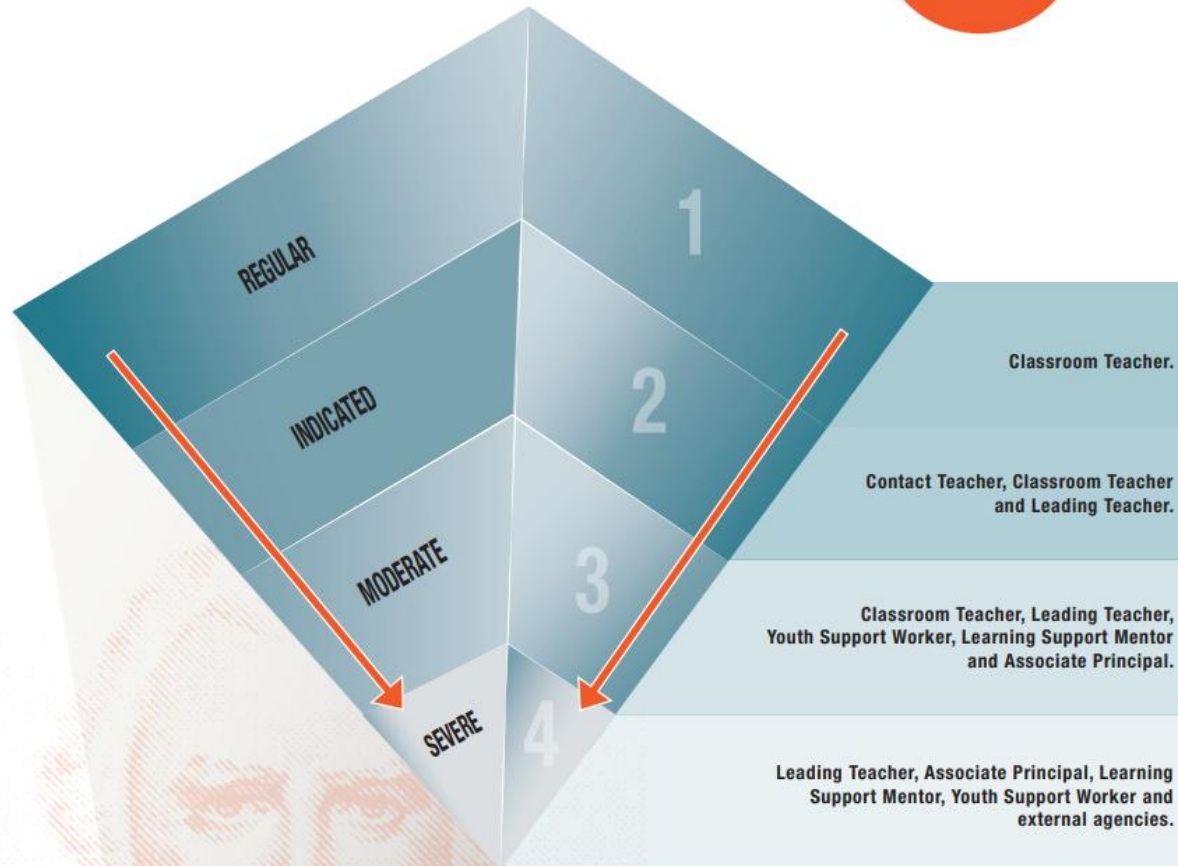 REGULAR
1
Classroom Teacher.
INDICATED
2
Contact Teacher, Classroom Teacher
and Leading Teacher.
MODERATE
3
Classroom Teacher, Leading Teacher,
Youth Support Worker, Learning Support Mentor
and Associate Principal.
SEVERE
4
Leading Teacher, Associate Principal, Learning
Support Mentor, Youth Support Worker and
external agencies.